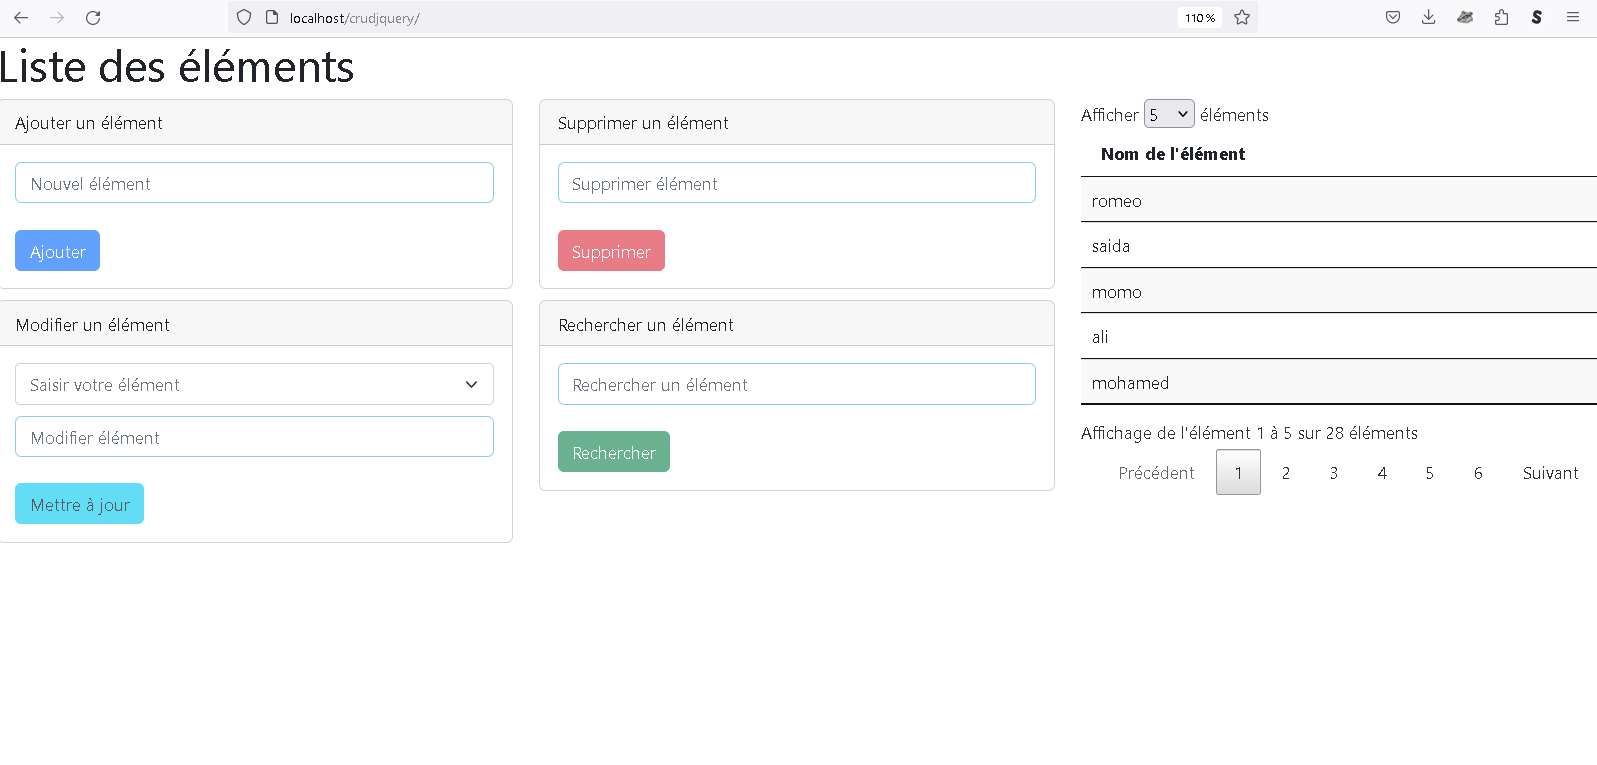 localhost/crudjquery/
110%
S
Liste des éléments
Ajouter un élément
Nouvel élément
Ajouter
Supprimer un élément
Supprimer élément
Supprimer
Modifier un élément
Saisir votre élément
Modifier élément
Mettre à jour
Rechercher un élément
Rechercher un élément
Rechercher
Afficher 5 éléments
Nom de l'élément
romeo
saida
momo
ali
mohamed
Affichage de l'élément 1 à 5 sur 28 éléments
Précédent 1 2 3 4 5 6 Suivant